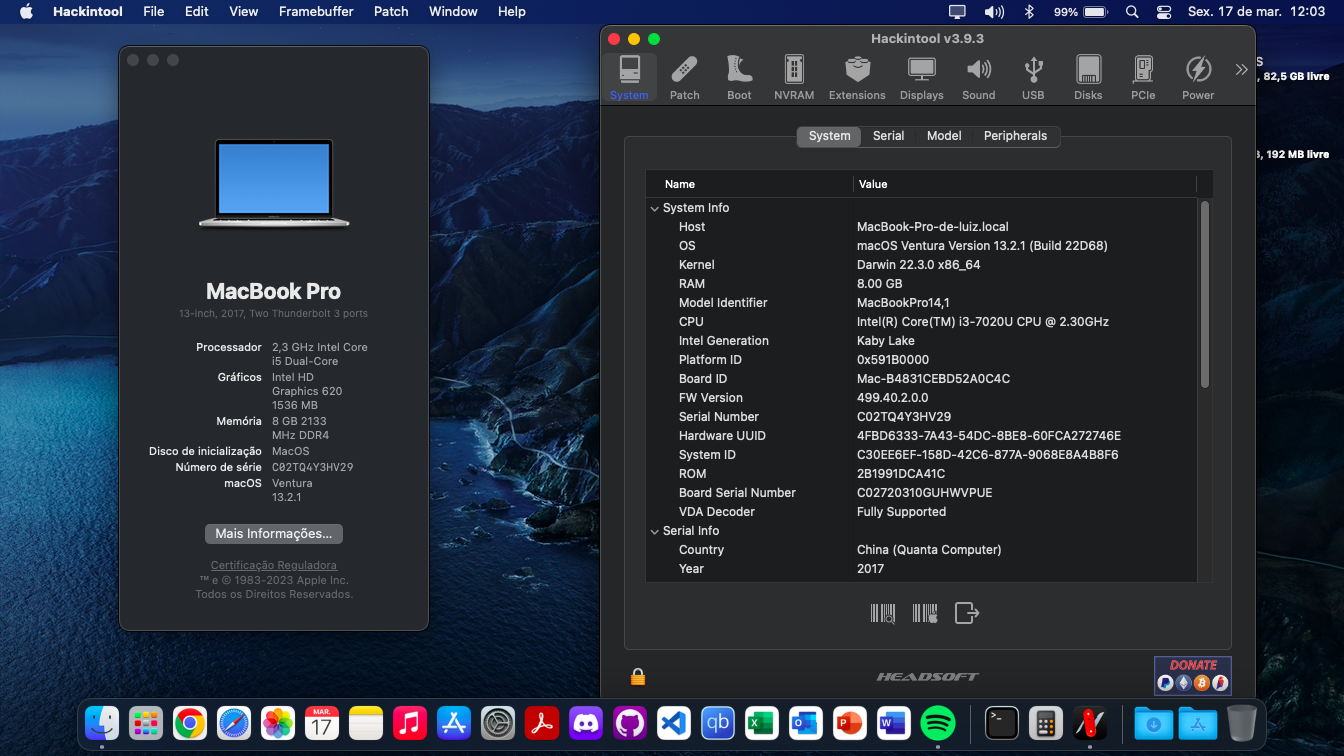 Hackintool File Edit View Framebuffer Patch Window Help 99% Sex. 17 de mar. 12:03
MacBook Pro
13-inch, 2017, Two Thunderbolt 3 ports
Processador 2,3 GHz Intel Core
i5 Dual-Core
Gráficos Intel HD
Graphics 620
1536 MB
Memória 8 GB 2133
MHz DDR4
Disco de inicialização MacOS
Número de série C02TQ4Y3HV29
macOS Ventura
13.2.1
Mais Informações...
Certificação Reguladora
™ e © 1983-2023 Apple Inc.
Todos os Direitos Reservados.
Hackintool v3.9.3
System Patch Boot NVRAM Extensions Displays Sound USB Disks PCIe Power
System Serial Model Peripherals
Name Value
System Info
Host MacBook-Pro-de-luiz.local
OS macOS Ventura Version 13.2.1 (Build 22D68)
Kernel Darwin 22.3.0 x86_64
RAM 8.00 GB
Model Identifier MacBookPro14,1
CPU Intel(R) Core(TM) i3-7020U CPU @ 2.30GHz
Intel Generation Kaby Lake
Platform ID 0x591B0000
Board ID Mac-B4831CEBD52A0C4C
FW Version 499.40.2.0.0
Serial Number C02TQ4Y3HV29
Hardware UUID 4FBD6333-7A43-54DC-8BE8-60FCA272746E
System ID C30EE6EF-158D-42C6-877A-9068E8A4B8F6
ROM 2B1991DCA41C
Board Serial Number C02720310GUHWVPUE
VDA Decoder Fully Supported
Serial Info
Country China (Quanta Computer)
Year 2017
HEADSOFT
DONATE
S
, 82,5 GB livre
, 192 MB livre
MAR.
17
qb